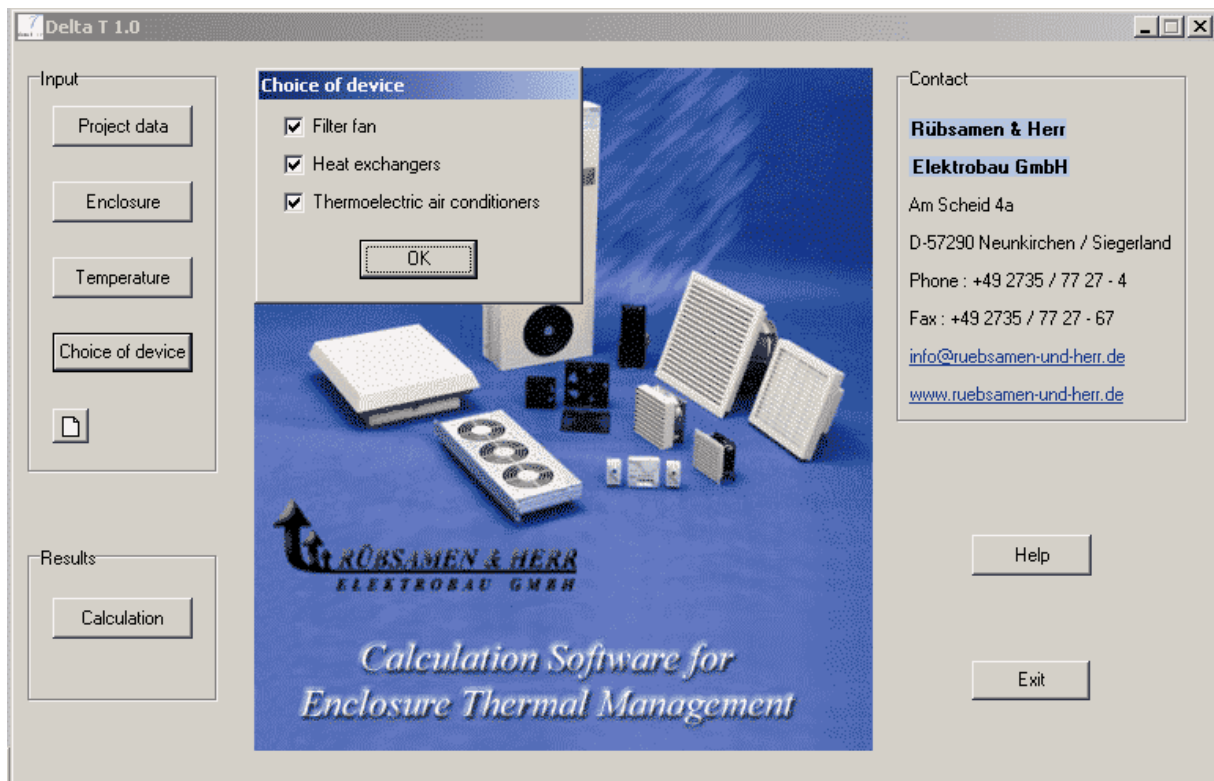 Delta T 1.0
Input
Project data
Enclosure
Temperature
Choice of device
Results
Calculation
Choice of device
Filter fan
Heat exchangers
Thermoelectric air conditioners
OK
RÜBSAMEN & HERR
ELEKTROBAU GMBH
Calculation Software for
Enclosure Thermal Management
Contact
Rübsamen & Herr
Elektrobau GmbH
Am Scheid 4a
D-57290 Neunkirchen / Siegerland
Phone : +49 2735 / 77 27 - 4
Fax : +49 2735 / 77 27 - 67
info@ruebsamen-und-herr.de
www.ruebsamen-und-herr.de
Help
Exit